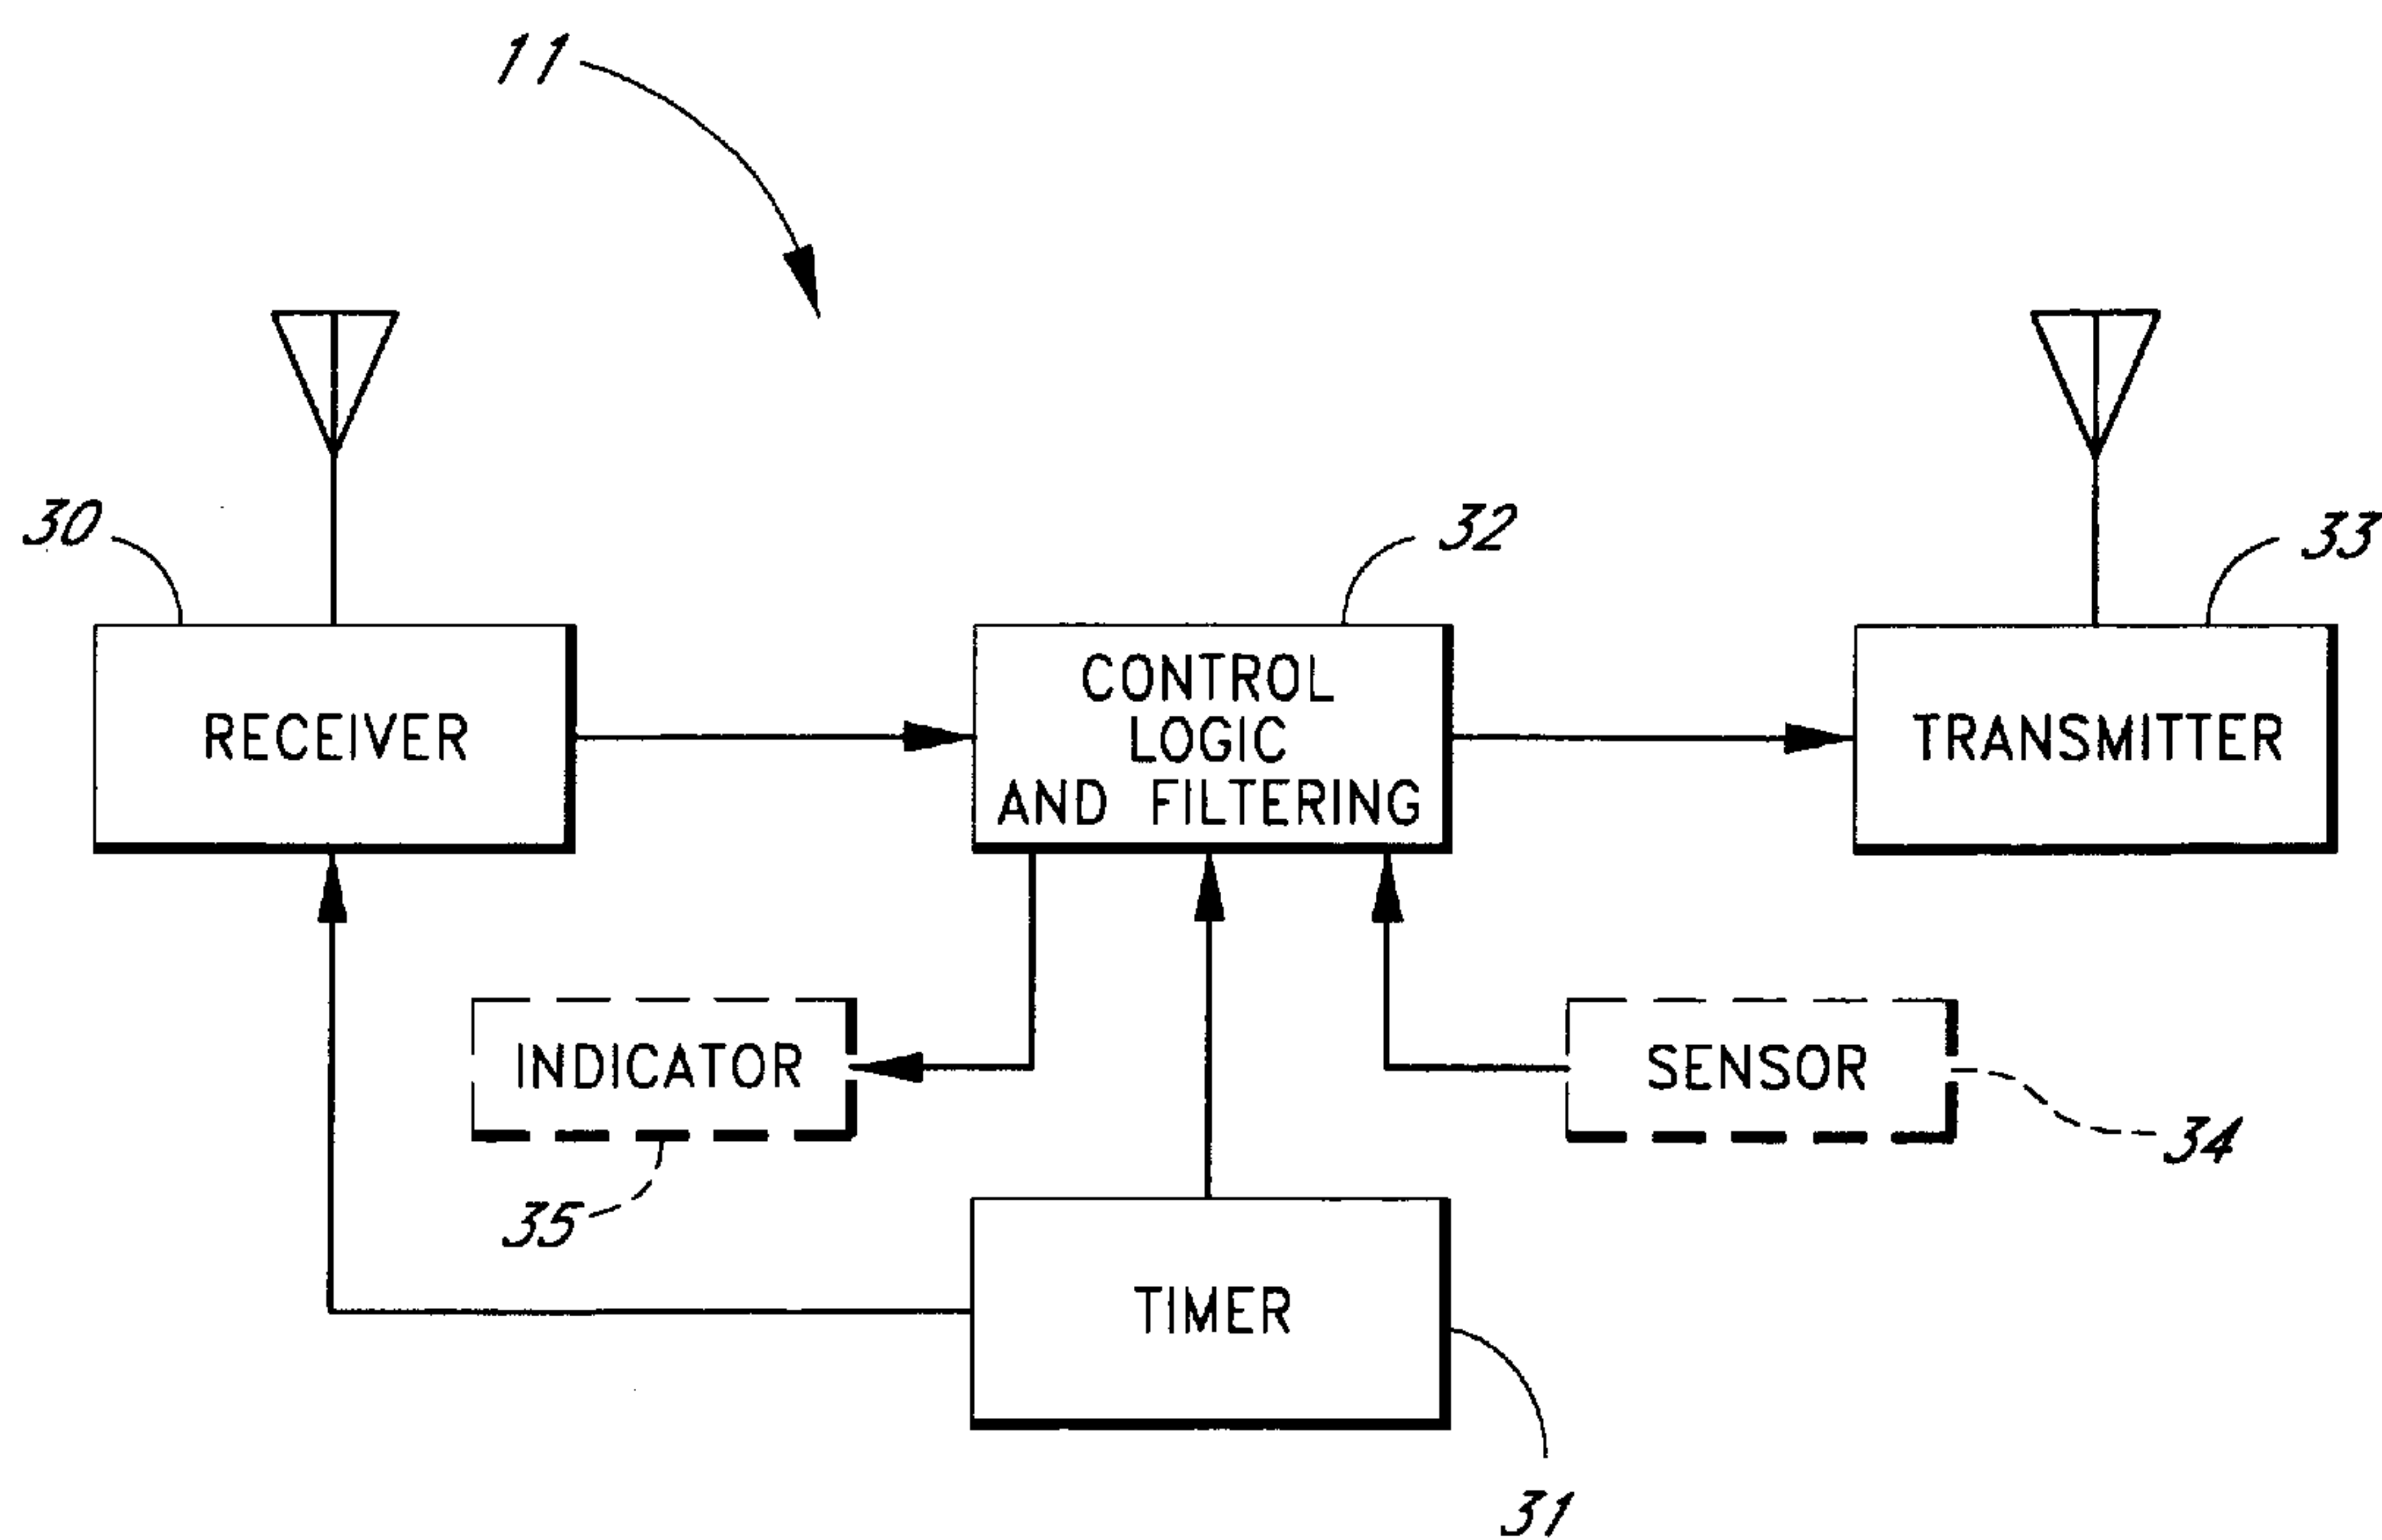 11
30
32
33
RECEIVER
CONTROL
LOGIC
AND FILTERING
TRANSMITTER
INDICATOR
SENSOR
34
35
TIMER
31